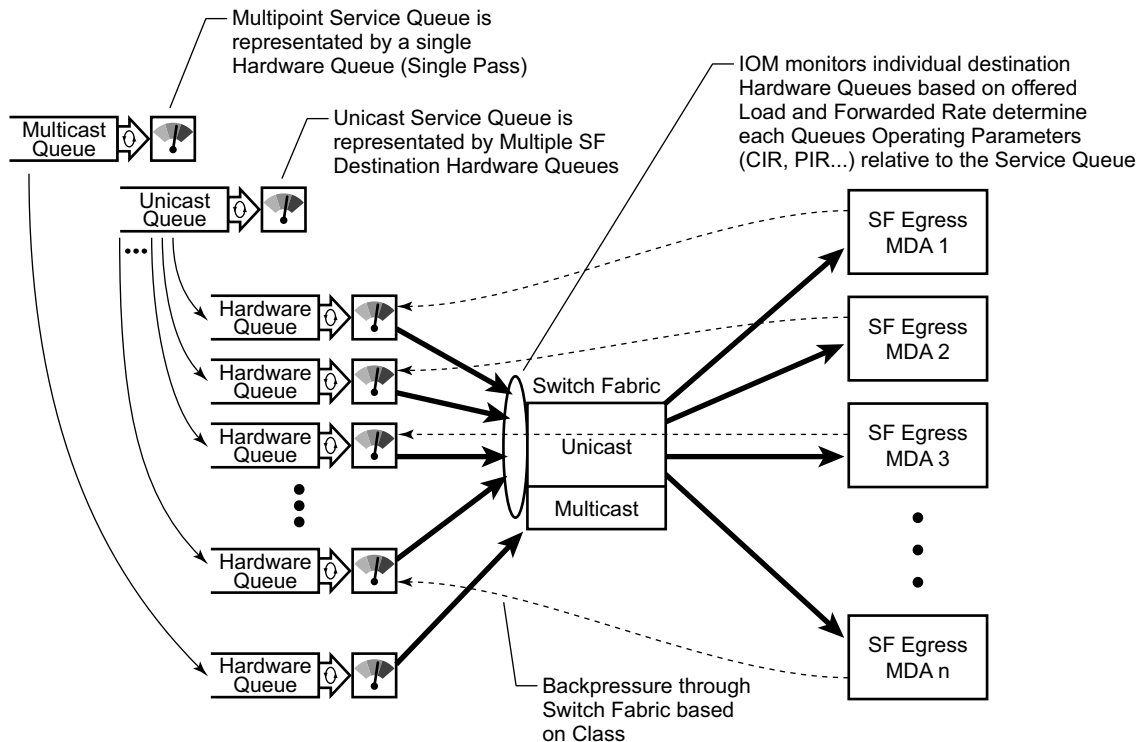 Multipoint Service Queue is
representated by a single
Hardware Queue (Single Pass)
IOM monitors individual destination
Hardware Queues based on offered
Load and Forwarded Rate determine
each Queues Operating Parameters
(CIR, PIR...) relative to the Service Queue
Unicast Service Queue is
representated by Multiple SF
Destination Hardware Queues
Multicast
Queue
Unicast
Queue
...
SF Egress
MDA 1
Hardware
Queue
SF Egress
MDA 2
Hardware
Queue
Switch Fabric
Hardware
Queue
Unicast
SF Egress
MDA 3
Multicast
Hardware
Queue
SF Egress
MDA n
Hardware
Queue
Backpressure through
Switch Fabric based
on Class